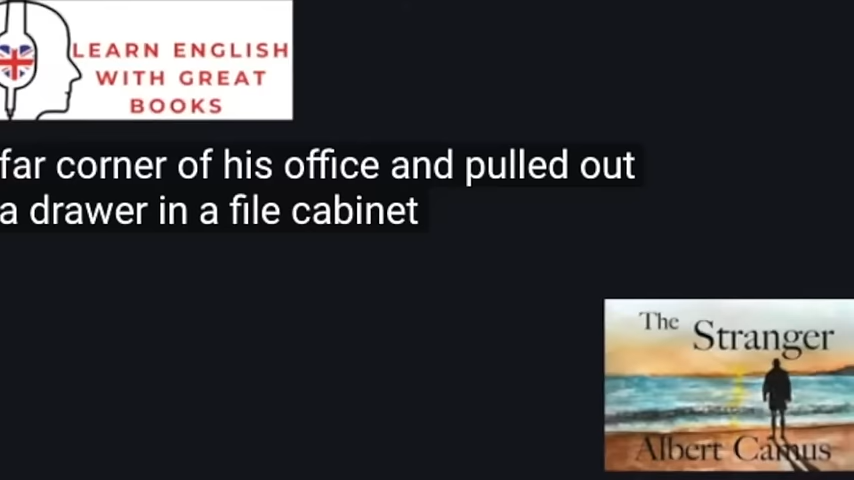 LEARN ENGLISH
WITH GREAT
BOOKS
far corner of his office and pulled out
a drawer in a file cabinet
The Stranger
Albert Camus